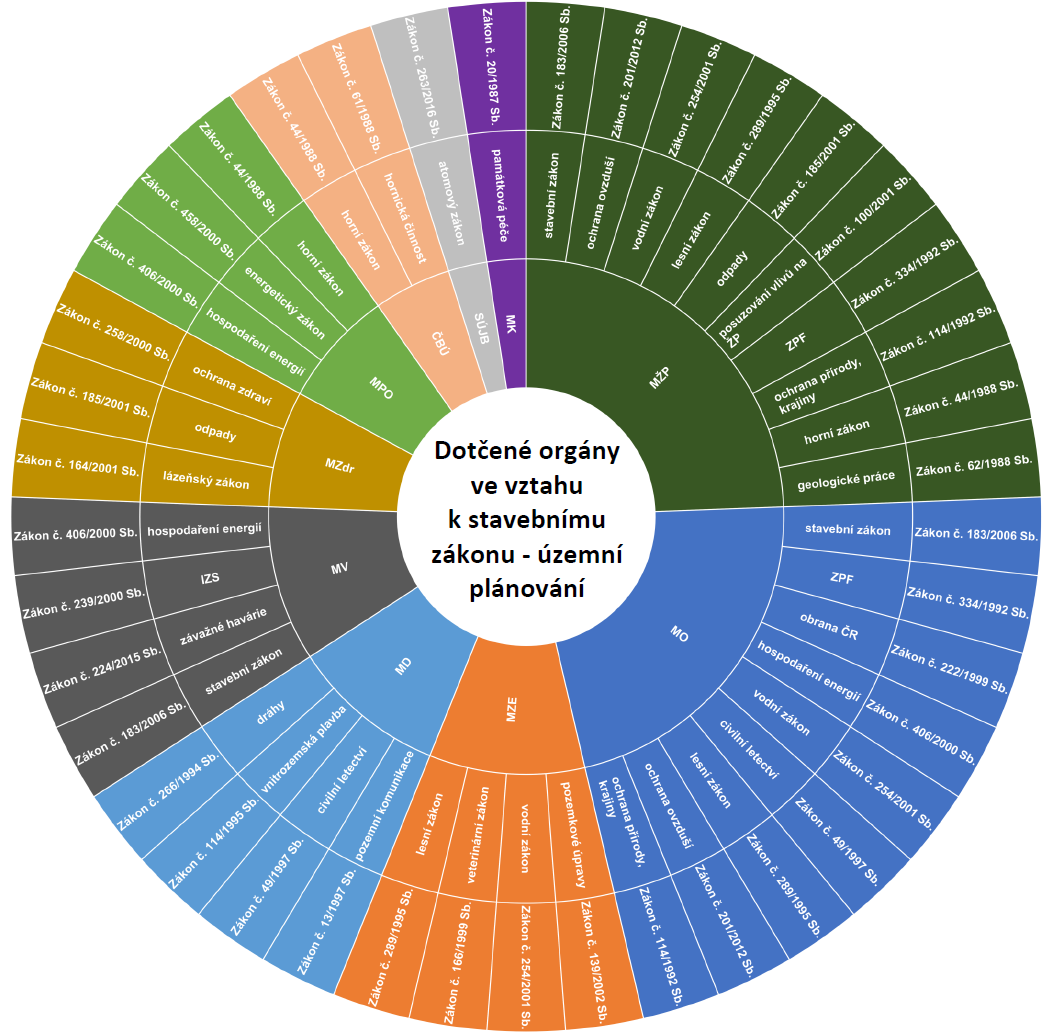 Dotčené orgány
ve vztahu
k stavebnímu
zákonu - územní
plánování
MŽP
stavební zákon
Zákon č. 183/2006 Sb.
ochrana ovzduší
Zákon č. 201/2012 Sb.
vodní zákon
Zákon č. 254/2001 Sb.
lesní zákon
Zákon č. 289/1995 Sb.
odpady
Zákon č. 185/2001 Sb.
posuzování vlivů na
ŽP
Zákon č. 100/2001 Sb.
ZPF
Zákon č. 334/1992 Sb.
ochrana přírody,
krajiny
Zákon č. 114/1992 Sb.
horní zákon
Zákon č. 44/1988 Sb.
geologické práce
Zákon č. 62/1988 Sb.
MO
stavební zákon
Zákon č. 183/2006 Sb.
ZPF
Zákon č. 334/1992 Sb.
obrana ČR
Zákon č. 222/1999 Sb.
hospodaření energií
Zákon č. 406/2000 Sb.
vodní zákon
Zákon č. 254/2001 Sb.
civilní letectví
Zákon č. 49/1997 Sb.
lesní zákon
Zákon č. 289/1995 Sb.
ochrana ovzduší
Zákon č. 201/2012 Sb.
ochrana přírody,
krajiny
Zákon č. 114/1992 Sb.
MZE
pozemkové úpravy
Zákon č. 139/2002 Sb.
vodní zákon
Zákon č. 254/2001 Sb.
veterinární zákon
Zákon č. 166/1999 Sb.
lesní zákon
Zákon č. 289/1995 Sb.
MD
pozemní komunikace
Zákon č. 13/1997 Sb.
civilní letectví
Zákon č. 49/1997 Sb.
vnitrozemská plavba
Zákon č. 114/1995 Sb.
dráhy
Zákon č. 266/1994 Sb.
MV
stavební zákon
Zákon č. 183/2006 Sb.
závažné havárie
Zákon č. 224/2015 Sb.
IZS
Zákon č. 239/2000 Sb.
hospodaření energií
Zákon č. 406/2000 Sb.
MZdr
lázeňský zákon
Zákon č. 164/2001 Sb.
odpady
Zákon č. 185/2001 Sb.
ochrana zdraví
Zákon č. 258/2000 Sb.
MPO
hospodaření energií
Zákon č. 406/2000 Sb.
energetický zákon
Zákon č. 458/2000 Sb.
horní zákon
Zákon č. 44/1988 Sb.
ČBÚ
horní zákon
Zákon č. 44/1988 Sb.
hornická činnost
Zákon č. 61/1988 Sb.
SÚJB
atomový zákon
Zákon č. 263/2016 Sb.
MK
památková péče
Zákon č. 20/1987 Sb.